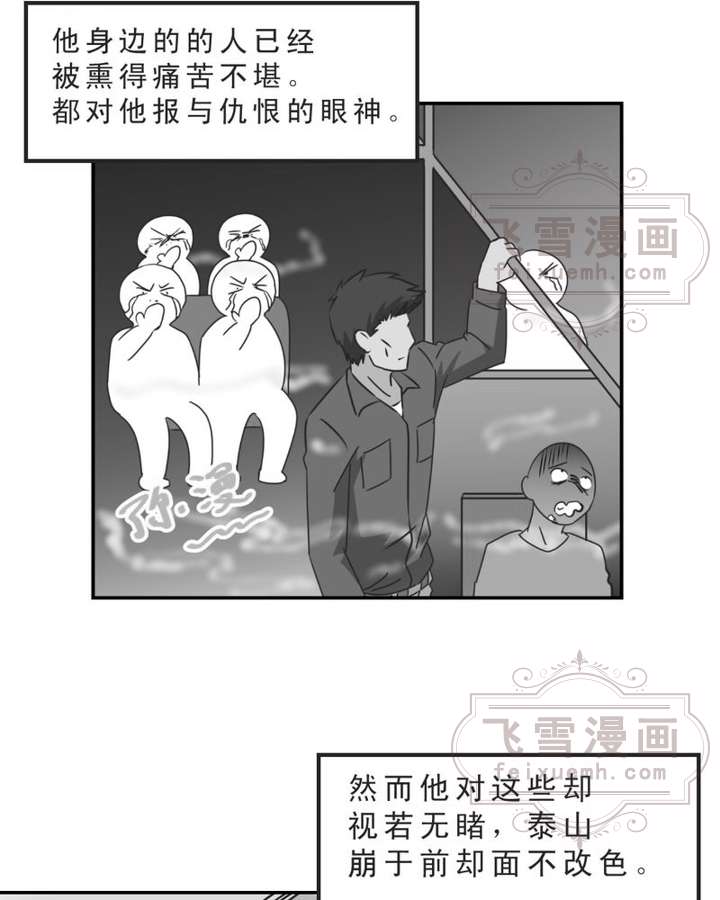 他身边的的人已经
被熏得痛苦不堪。
都对他报与仇恨的眼神。
飞雪漫画
feixuemh.com
弥漫
飞雪漫画
feixuemh.com
然而他对这些却
视若无睹，泰山
崩于前却面不改色。